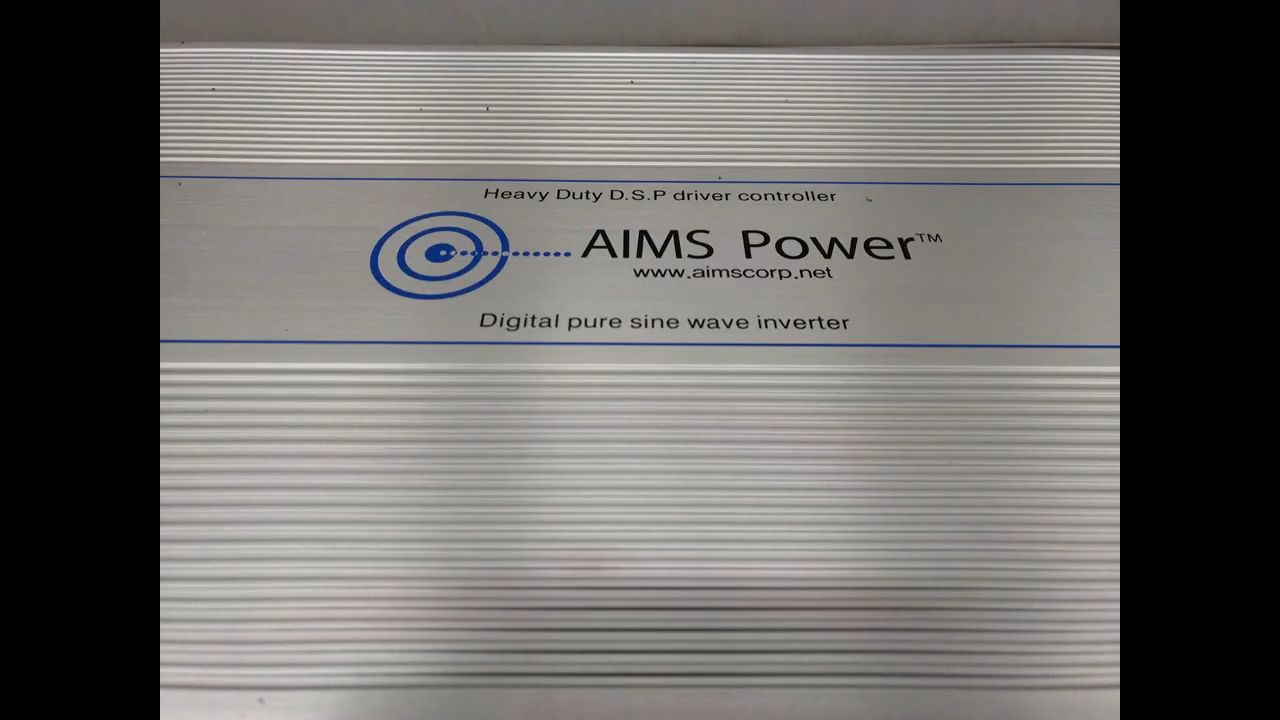 Heavy Duty D.S.P driver controller
AIMS Power™
www.aimscorp.net
Digital pure sine wave inverter